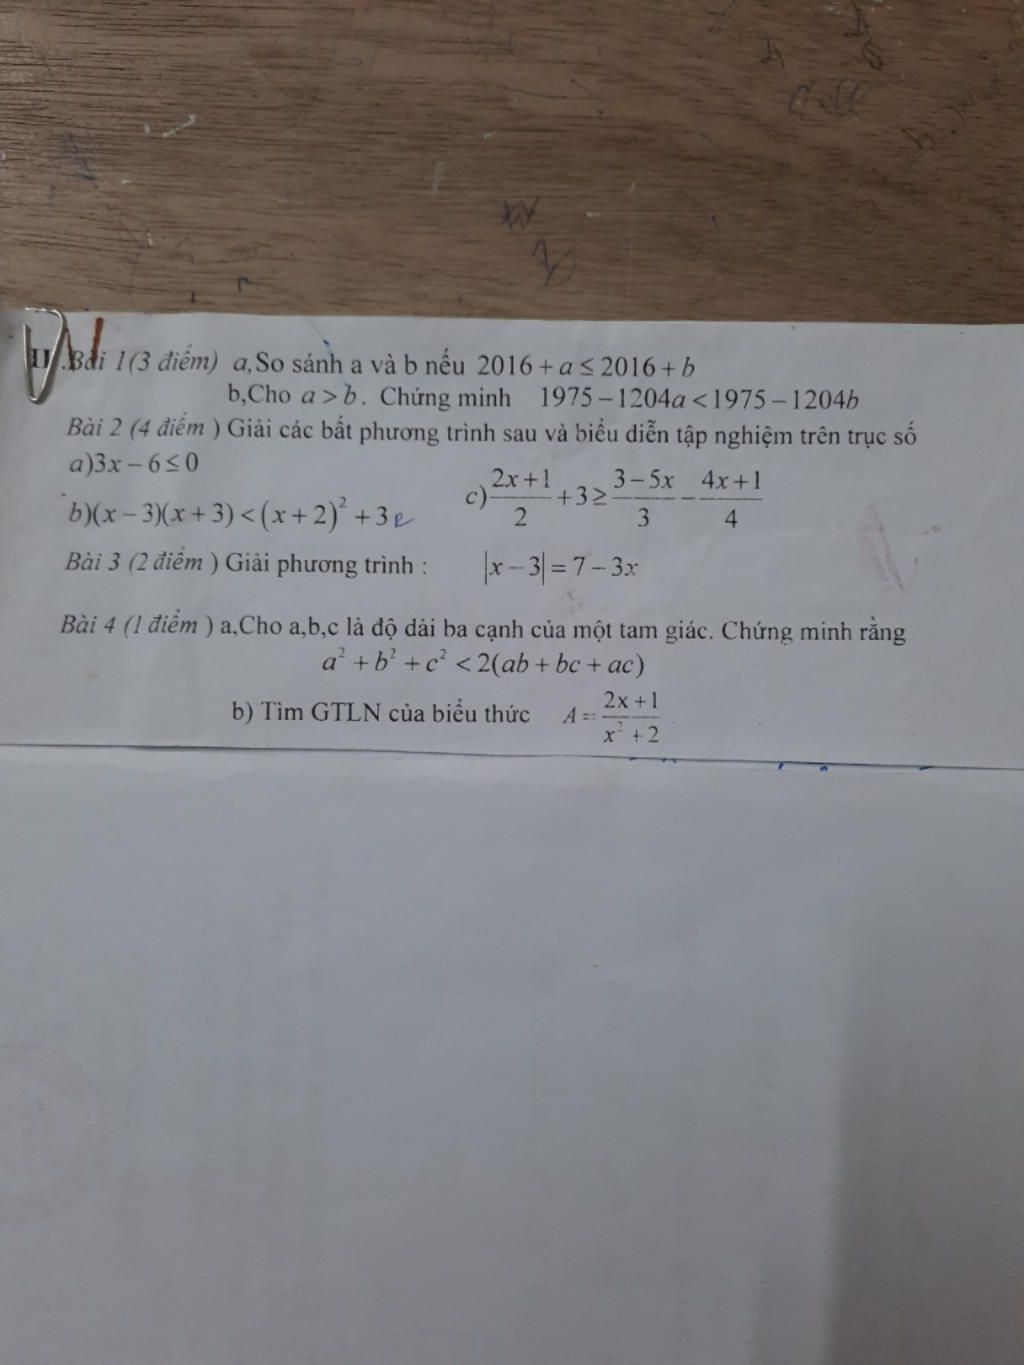 II.Bài 1(3 điểm) a,So sánh a và b nếu 2016 + a ≤ 2016 + b
b,Cho a > b. Chứng minh 1975 – 1204a < 1975 – 1204b
Bài 2 (4 điểm ) Giải các bất phương trình sau và biểu diễn tập nghiệm trên trục số
a)3x – 6 ≤ 0
c) (2x + 1)/2 + 3 ≥ (3 – 5x)/3 – (4x + 1)/4
b)(x – 3)(x + 3) < (x + 2)² + 3
Bài 3 (2 điểm ) Giải phương trình : |x – 3| = 7 – 3x
Bài 4 (1 điểm ) a,Cho a,b,c là độ dài ba cạnh của một tam giác. Chứng minh rằng
a² + b² + c² < 2(ab + bc + ac)
b) Tìm GTLN của biểu thức A = (2x + 1)/(x² + 2)